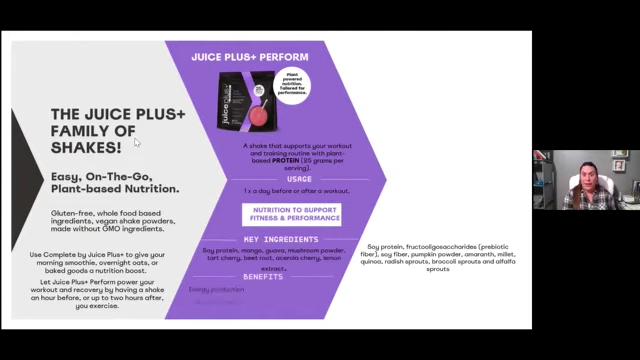 THE JUICE PLUS+
FAMILY OF
SHAKES!
Easy, On-The-Go,
Plant-based Nutrition.
Gluten-free, whole food based
ingredients, vegan shake powders,
made without GMO ingredients.
Use Complete by Juice Plus+ to give your
morning smoothie, overnight oats, or
baked goods a nutrition boost.
Let Juice Plus+ Perform power your
workout and recovery by having a shake
an hour before, or up to two hours after,
you exercise.
JUICE PLUS+ PERFORM
Plant
powered
nutrition.
Tailored for
performance.
juice plus+
A shake that supports your workout
and training routine with plant-
based PROTEIN (25 grams per
serving).
USAGE
1 x a day before or after a workout.
NUTRITION TO SUPPORT
FITNESS & PERFORMANCE
KEY INGREDIENTS
Soy protein, mango, guava, mushroom powder,
tart cherry, beet root, acerola cherry, lemon
extract.
BENEFITS
Energy production
Soy protein, fructooligosaccharides (prebiotic
fiber), soy fiber, pumpkin powder, amaranth, millet,
quinoa, radish sprouts, broccoli sprouts and alfalfa
sprouts